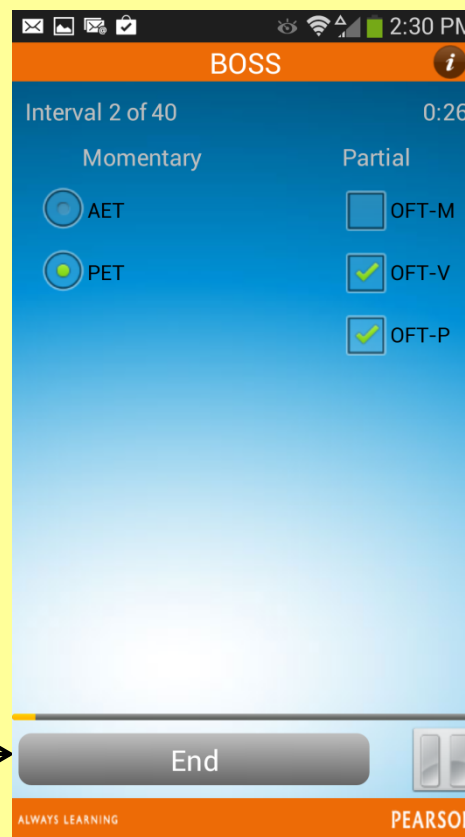 2:30 PM
BOSS
i
Interval 2 of 40 0:26
Momentary Partial
AET OFT-M
PET OFT-V
OFT-P
End
ALWAYS LEARNING PEARSON